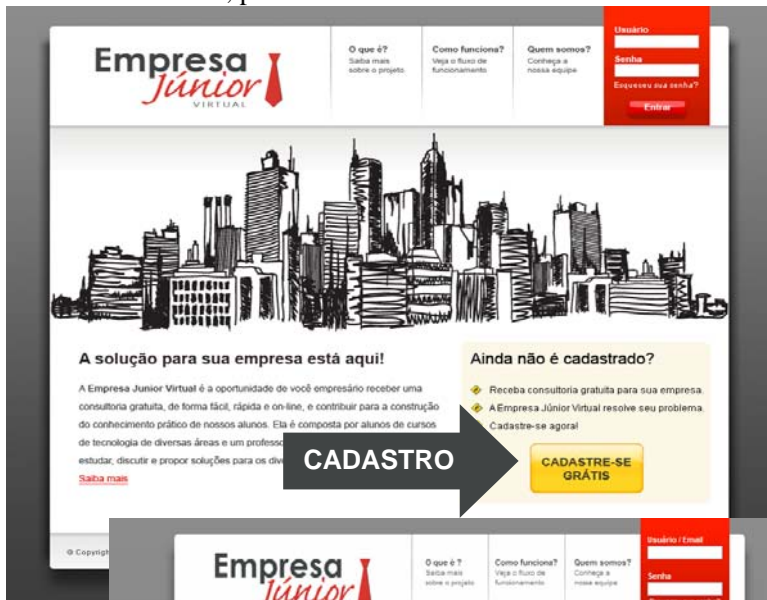 O que é?
Saiba mais
sobre o projeto
Como funciona?
Veja o fluxo de
funcionamento
Quem somos?
Conheça a
nossa equipe
Usuário
Senha
Esqueceu sua senha?
Entrar
Empresa
Júnior
VIRTUAL
A solução para sua empresa está aqui!
A Empresa Junior Virtual é a oportunidade de você empresário receber uma
consultoria gratuita, de forma fácil, rápida e on-line, e contribuir para a construção
do conhecimento prático de nossos alunos. Ela é composta por alunos de cursos
de tecnologia de diversas áreas e um
estudar, discutir e propor soluções para os
Saiba mais
Ainda não é cadastrado?
Receba consultoria gratuita para sua empresa.
A Empresa Júnior Virtual resolve seu problema.
Cadastre-se agora!
CADASTRO
CADASTRE-SE
GRÁTIS
© Copyrigh
Empresa
Júnior
O que é ?
Saiba mais
sobre o projeto
Como funciona?
Veja o fluxo de
funcionamento
Quem somos?
Conheça a
nossa equipe
Usuário / Email
Senha